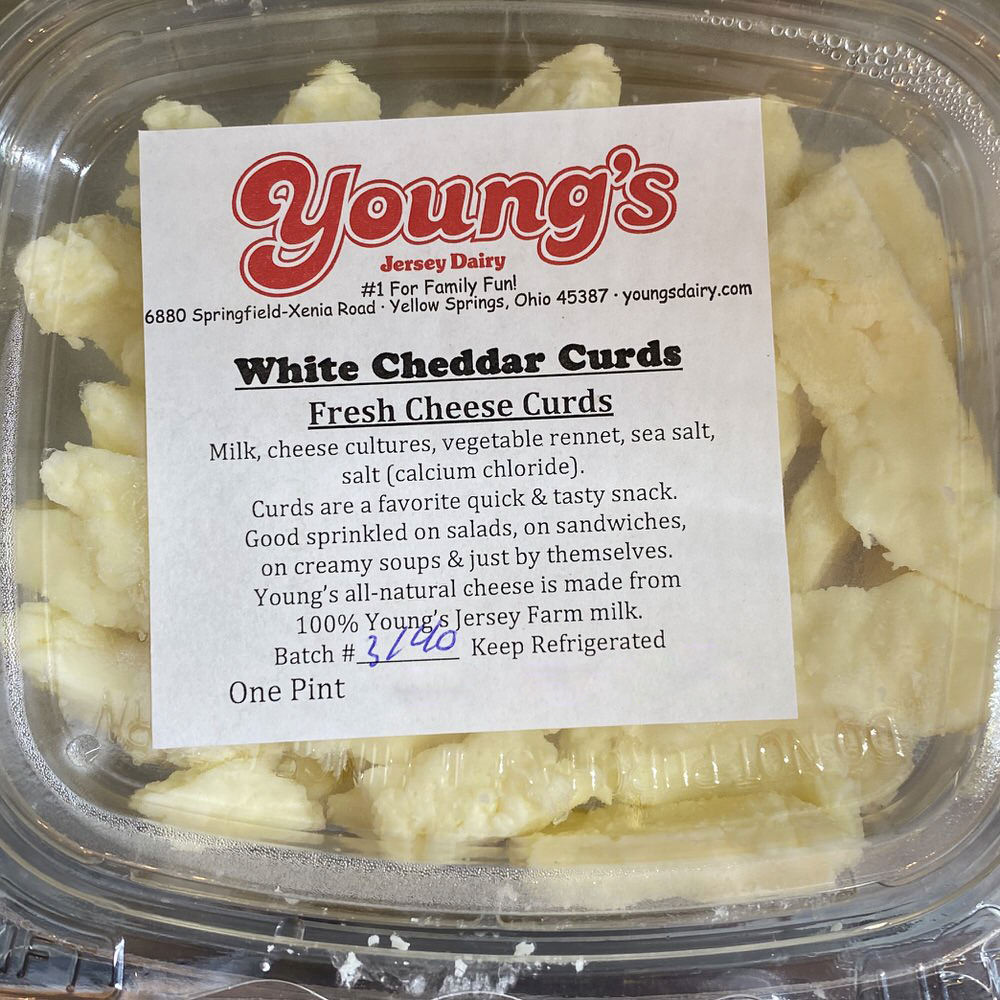 Young's
Jersey Dairy
#1 For Family Fun!
6880 Springfield-Xenia Road · Yellow Springs, Ohio 45387 · youngsdairy.com
White Cheddar Curds
Fresh Cheese Curds
Milk, cheese cultures, vegetable rennet, sea salt,
salt (calcium chloride).
Curds are a favorite quick & tasty snack.
Good sprinkled on salads, on sandwiches,
on creamy soups & just by themselves.
Young's all-natural cheese is made from
100% Young's Jersey Farm milk.
Batch # 3140 Keep Refrigerated
One Pint
DO NOT